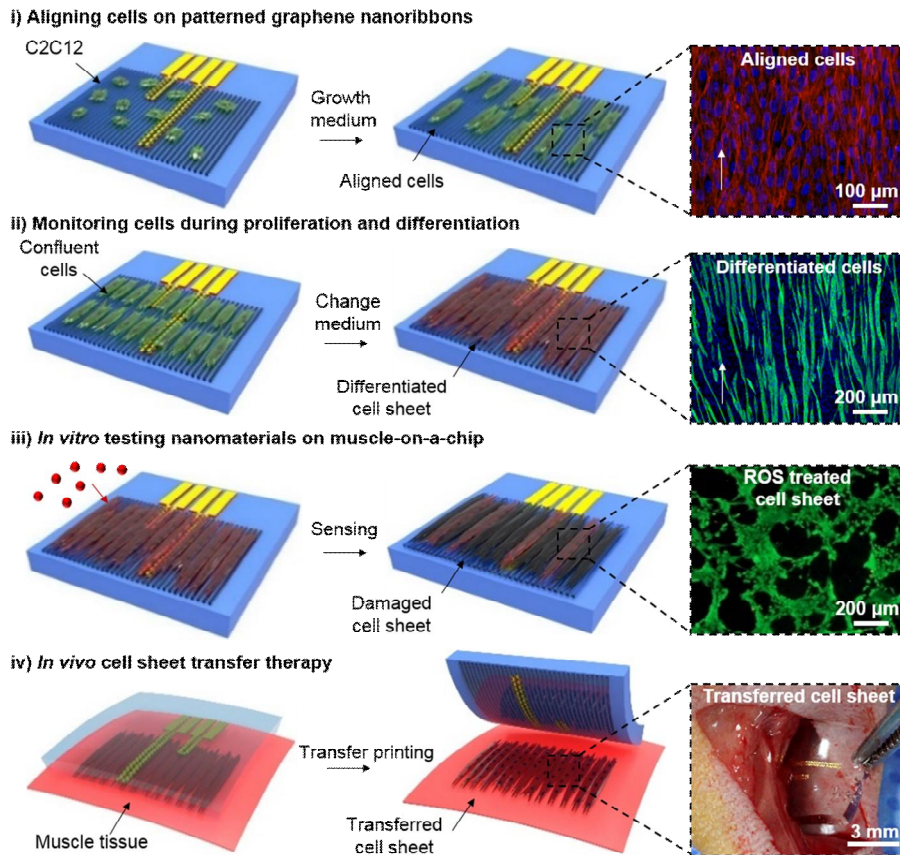 i) Aligning cells on patterned graphene nanoribbons
C2C12
Growth
medium
Aligned cells
Aligned cells
100 µm
ii) Monitoring cells during proliferation and differentiation
Confluent
cells
Change
medium
Differentiated
cell sheet
Differentiated cells
200 µm
iii) In vitro testing nanomaterials on muscle-on-a-chip
Sensing
Damaged
cell sheet
ROS treated
cell sheet
200 µm
iv) In vivo cell sheet transfer therapy
Muscle tissue
Transfer printing
Transferred
cell sheet
Transferred cell sheet
3 mm